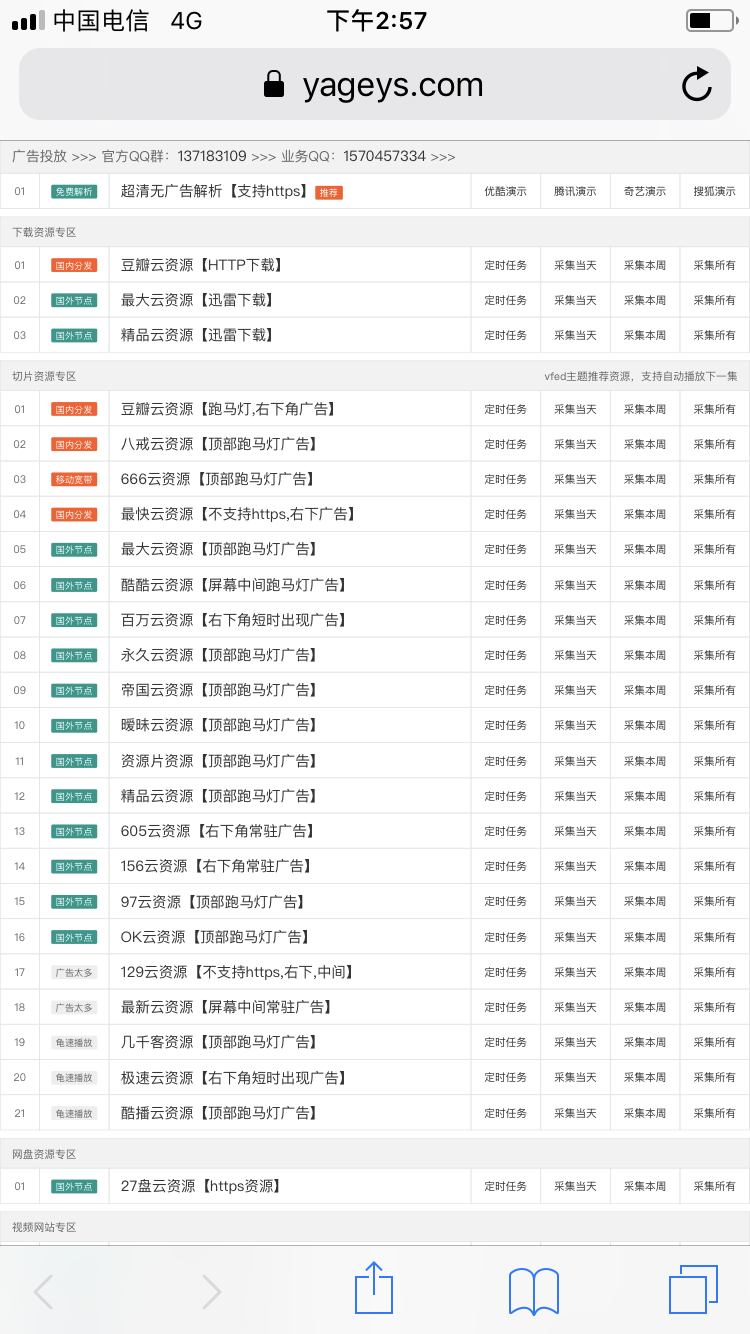 中国电信 4G 下午2:57
yageys.com
广告投放 >>> 官方QQ群：137183109 >>> 业务QQ：1570457334 >>>
01 免费解析 超清无广告解析【支持https】 推荐 优酷演示 腾讯演示 奇艺演示 搜狐演示
下载资源专区
01 国内分发 豆瓣云资源【HTTP下载】 定时任务 采集当天 采集本周 采集所有
02 国外节点 最大云资源【迅雷下载】 定时任务 采集当天 采集本周 采集所有
03 国外节点 精品云资源【迅雷下载】 定时任务 采集当天 采集本周 采集所有
切片资源专区 vfed主题推荐资源，支持自动播放下一集
01 国内分发 豆瓣云资源【跑马灯,右下角广告】 定时任务 采集当天 采集本周 采集所有
02 国内分发 八戒云资源【顶部跑马灯广告】 定时任务 采集当天 采集本周 采集所有
03 移动宽带 666云资源【顶部跑马灯广告】 定时任务 采集当天 采集本周 采集所有
04 国内分发 最快云资源【不支持https,右下广告】 定时任务 采集当天 采集本周 采集所有
05 国外节点 最大云资源【顶部跑马灯广告】 定时任务 采集当天 采集本周 采集所有
06 国外节点 酷酷云资源【屏幕中间跑马灯广告】 定时任务 采集当天 采集本周 采集所有
07 国外节点 百万云资源【右下角短时出现广告】 定时任务 采集当天 采集本周 采集所有
08 国外节点 永久云资源【顶部跑马灯广告】 定时任务 采集当天 采集本周 采集所有
09 国外节点 帝国云资源【顶部跑马灯广告】 定时任务 采集当天 采集本周 采集所有
10 国外节点 暧昧云资源【顶部跑马灯广告】 定时任务 采集当天 采集本周 采集所有
11 国外节点 资源片资源【顶部跑马灯广告】 定时任务 采集当天 采集本周 采集所有
12 国外节点 精品云资源【顶部跑马灯广告】 定时任务 采集当天 采集本周 采集所有
13 国外节点 605云资源【右下角常驻广告】 定时任务 采集当天 采集本周 采集所有
14 国外节点 156云资源【右下角常驻广告】 定时任务 采集当天 采集本周 采集所有
15 国外节点 97云资源【顶部跑马灯广告】 定时任务 采集当天 采集本周 采集所有
16 国外节点 OK云资源【顶部跑马灯广告】 定时任务 采集当天 采集本周 采集所有
17 广告太多 129云资源【不支持https,右下,中间】 定时任务 采集当天 采集本周 采集所有
18 广告太多 最新云资源【屏幕中间常驻广告】 定时任务 采集当天 采集本周 采集所有
19 龟速播放 几千客资源【顶部跑马灯广告】 定时任务 采集当天 采集本周 采集所有
20 龟速播放 极速云资源【右下角短时出现广告】 定时任务 采集当天 采集本周 采集所有
21 龟速播放 酷播云资源【顶部跑马灯广告】 定时任务 采集当天 采集本周 采集所有
网盘资源专区
01 国外节点 27盘云资源【https资源】 定时任务 采集当天 采集本周 采集所有
视频网站专区